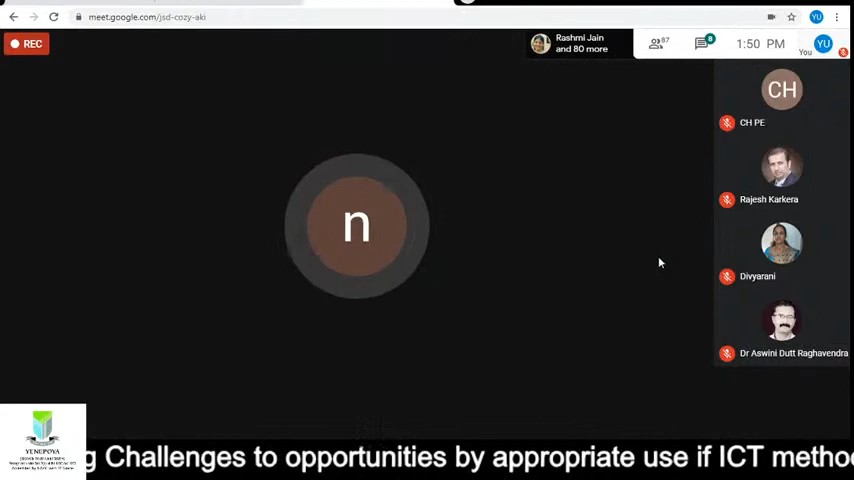 meet.google.com/jsd-cozy-aki
YU
REC
Rashmi Jain
and 80 more
87
8
1:50 PM
You
YU
CH
CH PE
Rajesh Karkera
n
Divyarani
Dr Aswini Dutt Raghavendra
YENEPOYA
g Challenges to opportunities by appropriate use if ICT metho